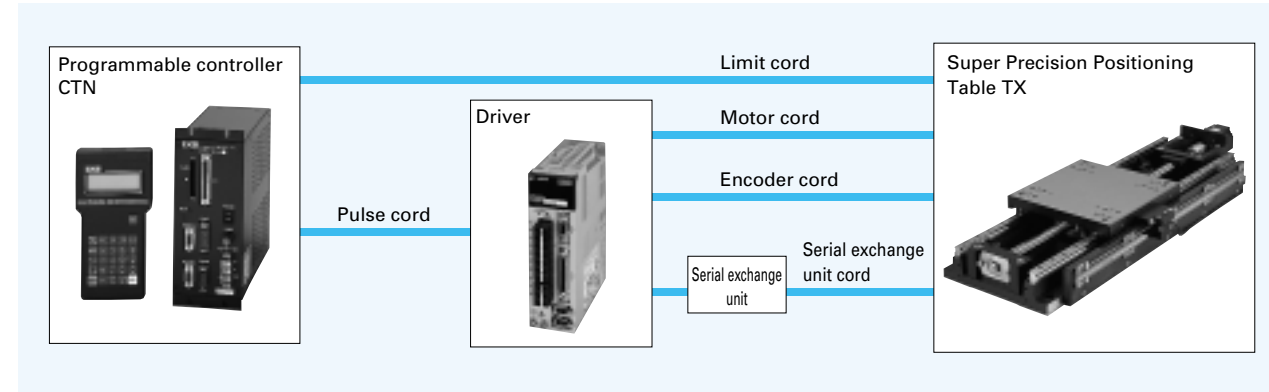 Programmable controller
CTN
Limit cord
Super Precision Positioning
Table TX
Driver
Motor cord
Encoder cord
Pulse cord
Serial exchange
unit
Serial exchange
unit cord